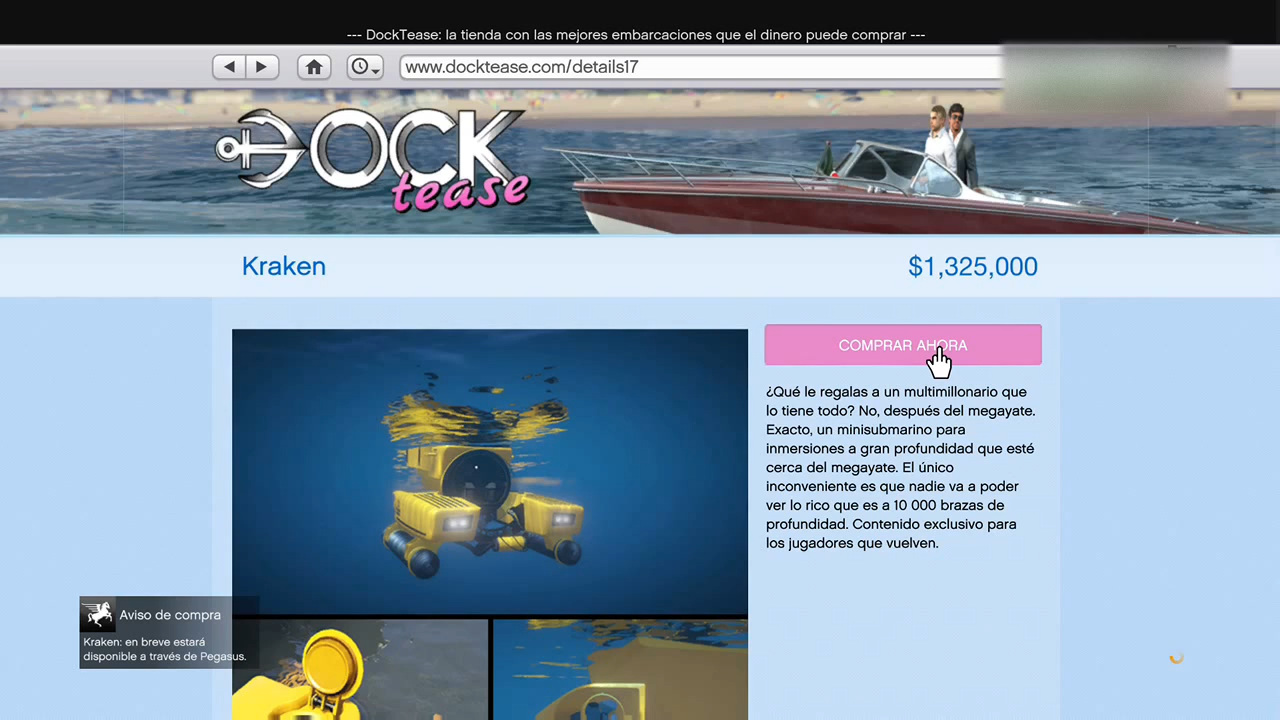 --- DockTease: la tienda con las mejores embarcaciones que el dinero puede comprar ---
www.docktease.com/details17
DOCK
tease
Kraken
$1,325,000
COMPRAR AHORA
¿Qué le regalas a un multimillonario que
lo tiene todo? No, después del megayate.
Exacto, un minisubmarino para
inmersiones a gran profundidad que esté
cerca del megayate. El único
inconveniente es que nadie va a poder
ver lo rico que es a 10 000 brazas de
profundidad. Contenido exclusivo para
los jugadores que vuelven.
Aviso de compra
Kraken: en breve estará
disponible a través de Pegasus.